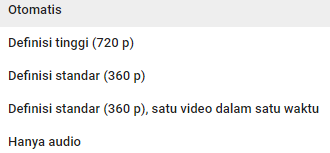 Otomatis
Definisi tinggi (720 p)
Definisi standar (360 p)
Definisi standar (360 p), satu video dalam satu waktu
Hanya audio